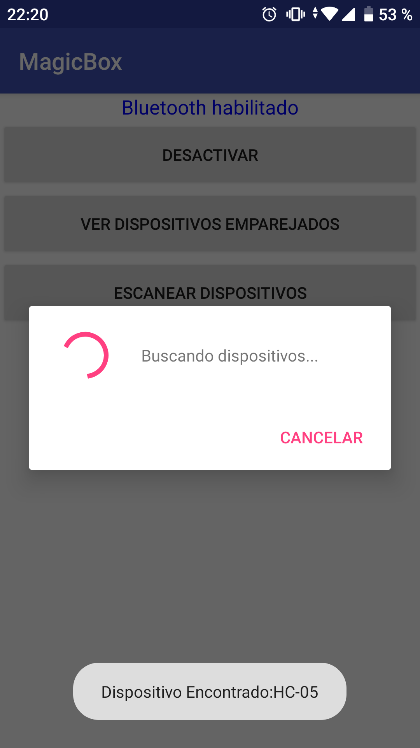 22:20
53 %
MagicBox
Bluetooth habilitado
DESACTIVAR
VER DISPOSITIVOS EMPAREJADOS
ESCANEAR DISPOSITIVOS
Buscando dispositivos...
CANCELAR
Dispositivo Encontrado:HC-05